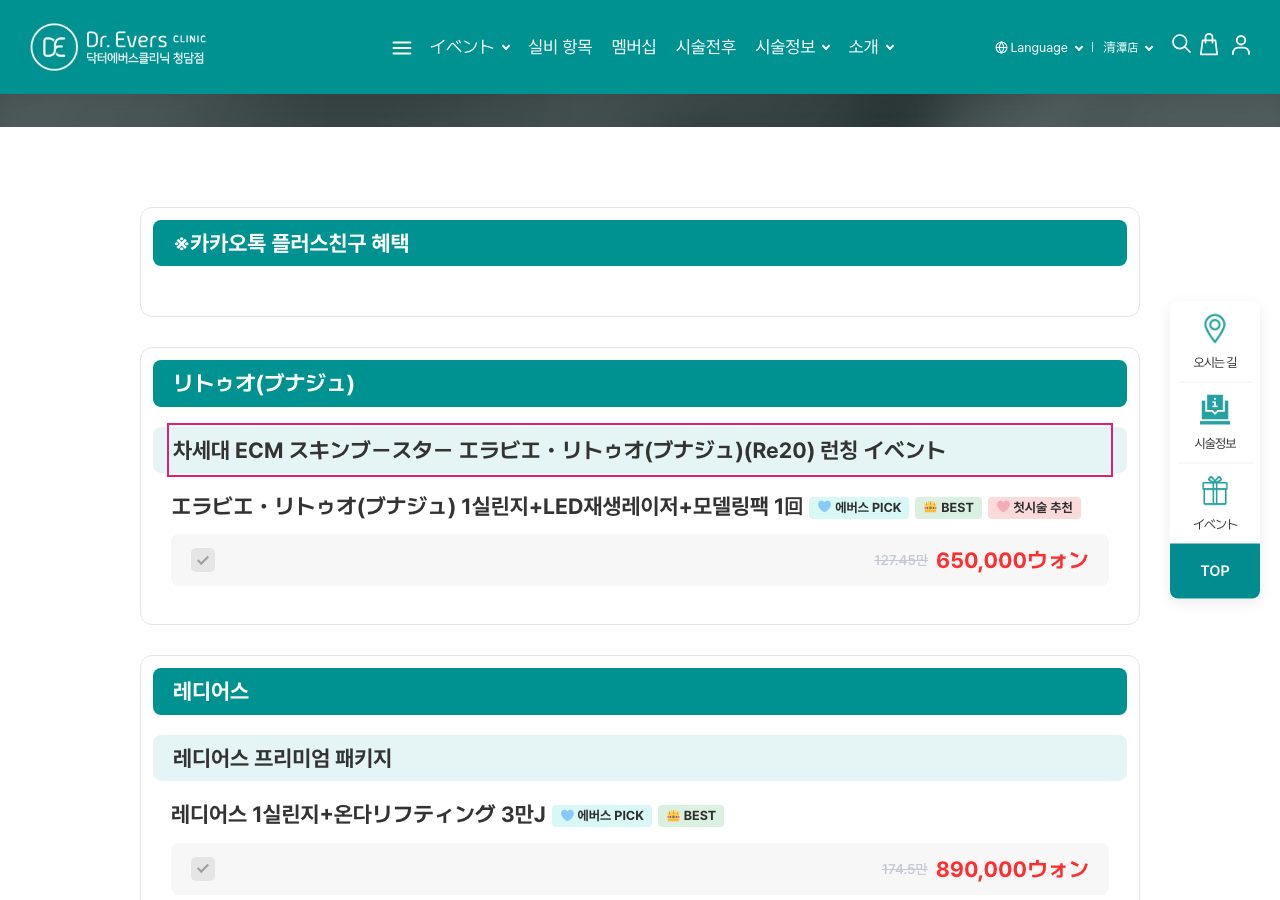 Dr. Evers CLINIC
닥터에버스클리닉 청담점
イベント 실비 항목 멤버십 시술전후 시술정보 소개
Language | 清潭店
※카카오톡 플러스친구 혜택
リトゥオ(ブナジュ)
차세대 ECM スキンブースター エラビエ・リトゥオ(ブナジュ)(Re20) 런칭 イベント
エラビエ・リトゥオ(ブナジュ) 1실린지+LED재생레이저+모델링팩 1回 에버스 PICK BEST 첫시술 추천
127.45만 650,000ウォン
레디어스
레디어스 프리미엄 패키지
레디어스 1실린지+온다リフティング 3만J 에버스 PICK BEST
174.5만 890,000ウォン
오시는 길
시술정보
イベント
TOP